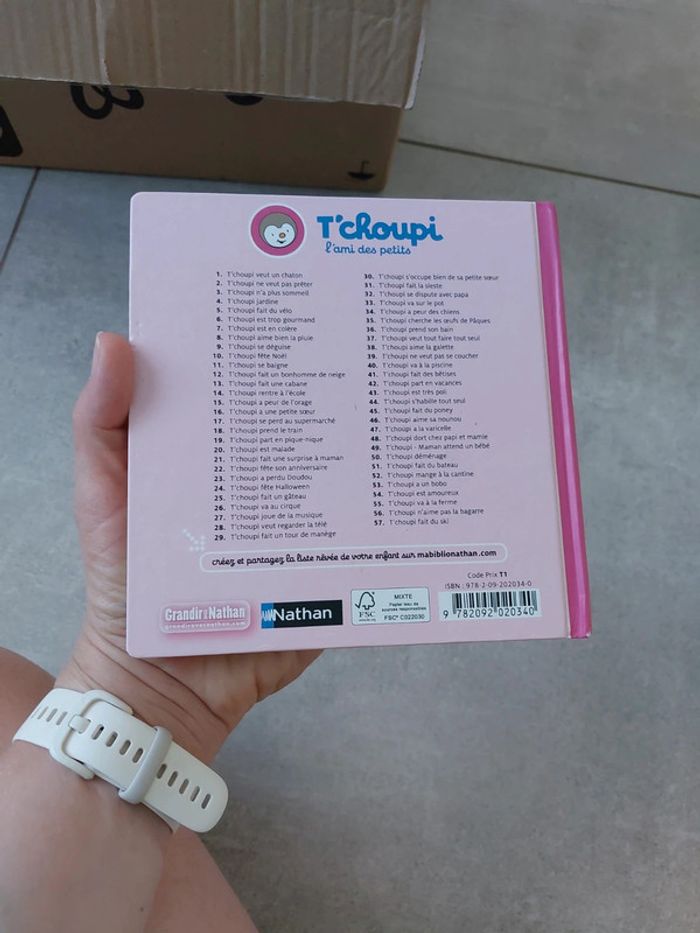 T'choupi
l'ami des petits
1. T'choupi veut un chaton
2. T'choupi ne veut pas prêter
3. T'choupi n'a plus sommeil
4. T'choupi jardine
5. T'choupi fait du vélo
6. T'choupi est trop gourmand
7. T'choupi est en colère
8. T'choupi aime bien la pluie
9. T'choupi se déguise
10. T'choupi fête Noël
11. T'choupi se baigne
12. T'choupi fait un bonhomme de neige
13. T'choupi fait une cabane
14. T'choupi rentre à l'école
15. T'choupi a peur de l'orage
16. T'choupi a une petite sœur
17. T'choupi se perd au supermarché
18. T'choupi prend le train
19. T'choupi part en pique-nique
20. T'choupi est malade
21. T'choupi fait une surprise à maman
22. T'choupi fête son anniversaire
23. T'choupi a perdu Doudou
24. T'choupi fête Halloween
25. T'choupi fait un gâteau
26. T'choupi va au cirque
27. T'choupi joue de la musique
28. T'choupi veut regarder la télé
29. T'choupi fait un tour de manège
30. T'choupi s'occupe bien de sa petite sœur
31. T'choupi fait la sieste
32. T'choupi se dispute avec papa
33. T'choupi va sur le pot
34. T'choupi a peur des chiens
35. T'choupi cherche les œufs de Pâques
36. T'choupi prend son bain
37. T'choupi veut tout faire tout seul
38. T'choupi aime la galette
39. T'choupi ne veut pas se coucher
40. T'choupi va à la piscine
41. T'choupi fait des bêtises
42. T'choupi part en vacances
43. T'choupi est très poli
44. T'choupi s'habille tout seul
45. T'choupi fait du poney
46. T'choupi aime sa nounou
47. T'choupi a la varicelle
48. T'choupi dort chez papi et mamie
49. T'choupi - Maman attend un bébé
50. T'choupi déménage
51. T'choupi fait du bateau
52. T'choupi mange à la cantine
53. T'choupi a un bobo
54. T'choupi est amoureux
55. T'choupi va à la ferme
56. T'choupi n'aime pas la bagarre
57. T'choupi fait du ski
créez et partagez la liste rêvée de votre enfant sur mabiblionathan.com
Code Prix T1
ISBN : 978-2-09-202034-0
Grandir & Nathan
grandiravecnathan.com
Nathan
FSC
MIXTE
Papier issu de
sources responsables
FSC® C022030
9 782092 020340